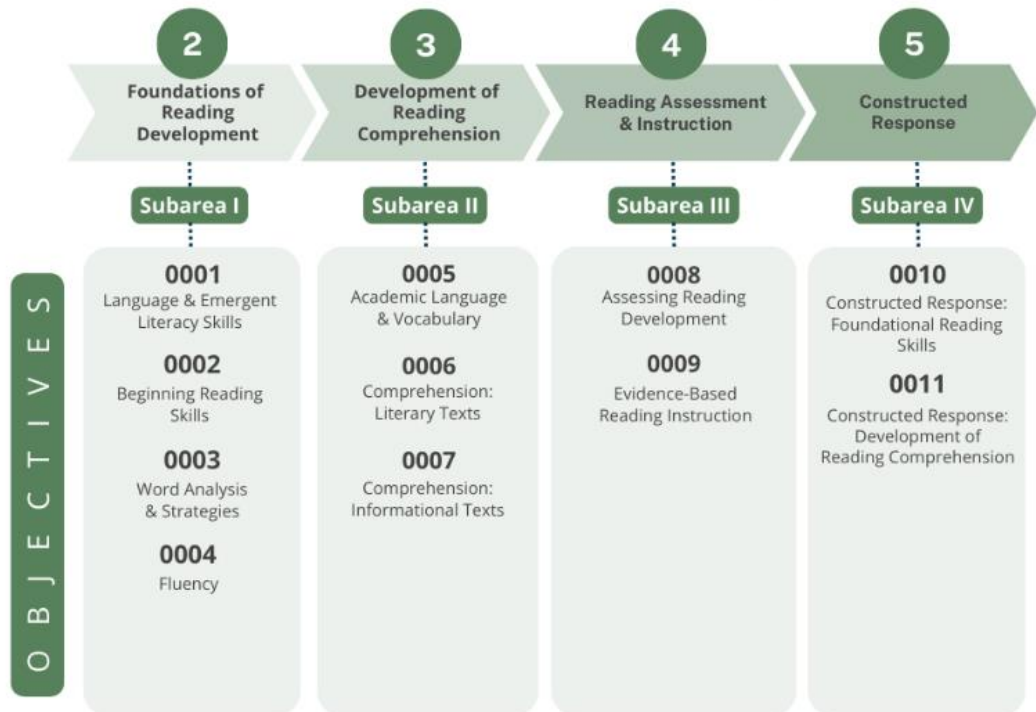 2
Foundations of
Reading
Development
3
Development of
Reading
Comprehension
4
Reading Assessment
& Instruction
5
Constructed
Response
Subarea I
Subarea II
Subarea III
Subarea IV
OBJECTIVES
0001
Language & Emergent
Literacy Skills
0002
Beginning Reading
Skills
0003
Word Analysis
& Strategies
0004
Fluency
0005
Academic Language
& Vocabulary
0006
Comprehension:
Literary Texts
0007
Comprehension:
Informational Texts
0008
Assessing Reading
Development
0009
Evidence-Based
Reading Instruction
0010
Constructed Response:
Foundational Reading
Skills
0011
Constructed Response:
Development of
Reading Comprehension